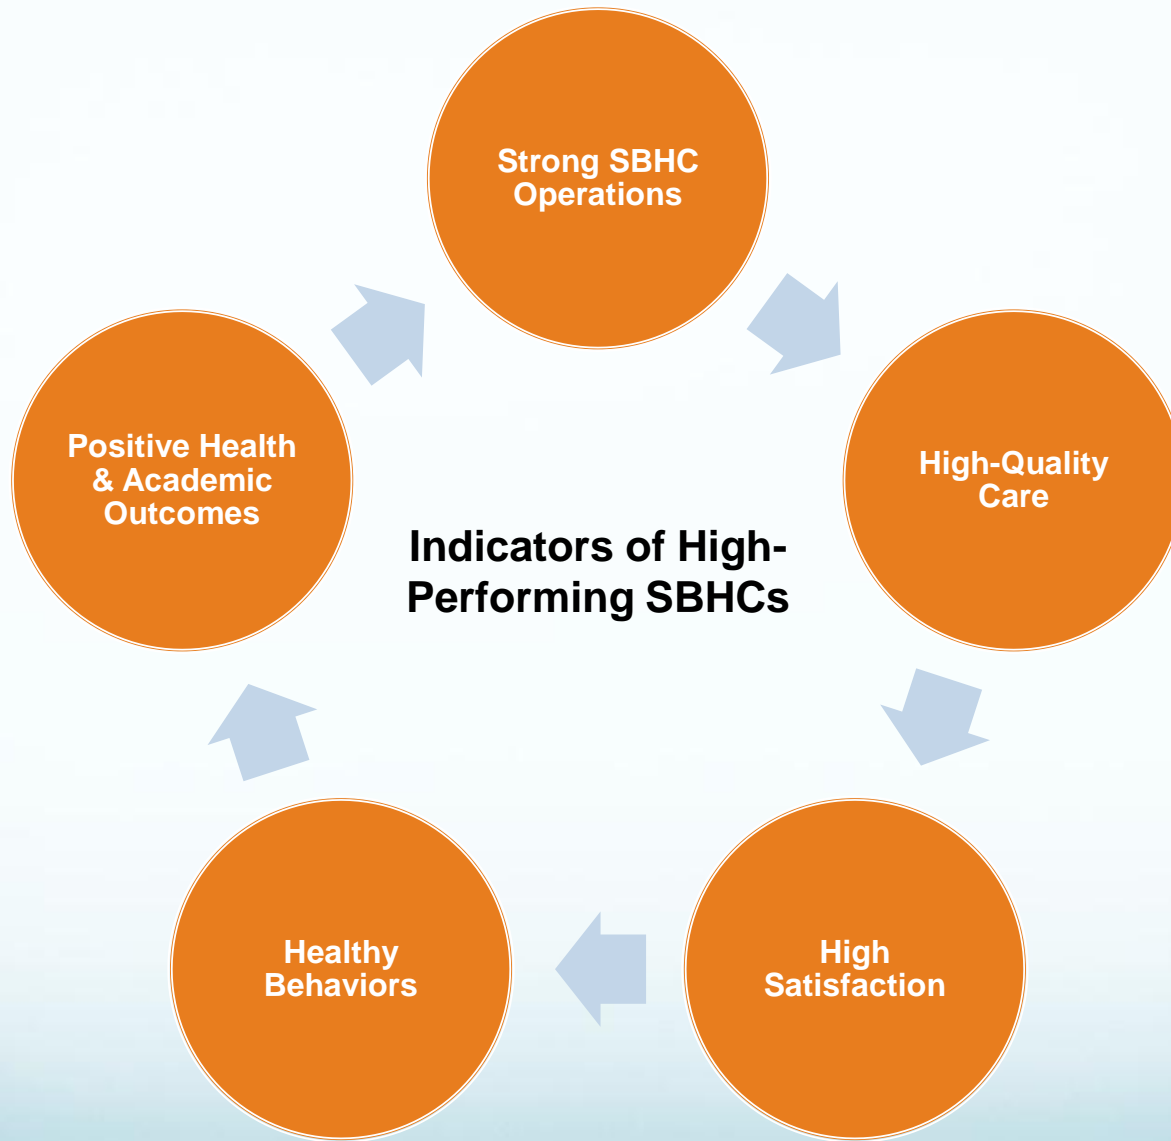 Strong SBHC
Operations
High-Quality
Care
High
Satisfaction
Healthy
Behaviors
Positive Health
& Academic
Outcomes
Indicators of High-
Performing SBHCs